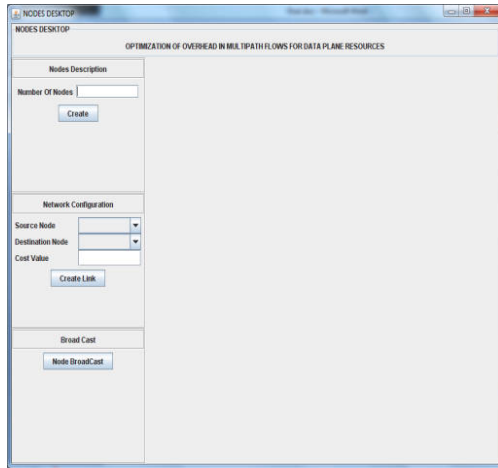 NODES DESKTOP
NODES DESKTOP
OPTIMIZATION OF OVERHEAD IN MULTIPATH FLOWS FOR DATA PLANE RESOURCES
Nodes Description
Number Of Nodes
Create
Network Configuration
Source Node
Destination Node
Cost Value
Create Link
Broad Cast
Node BroadCast